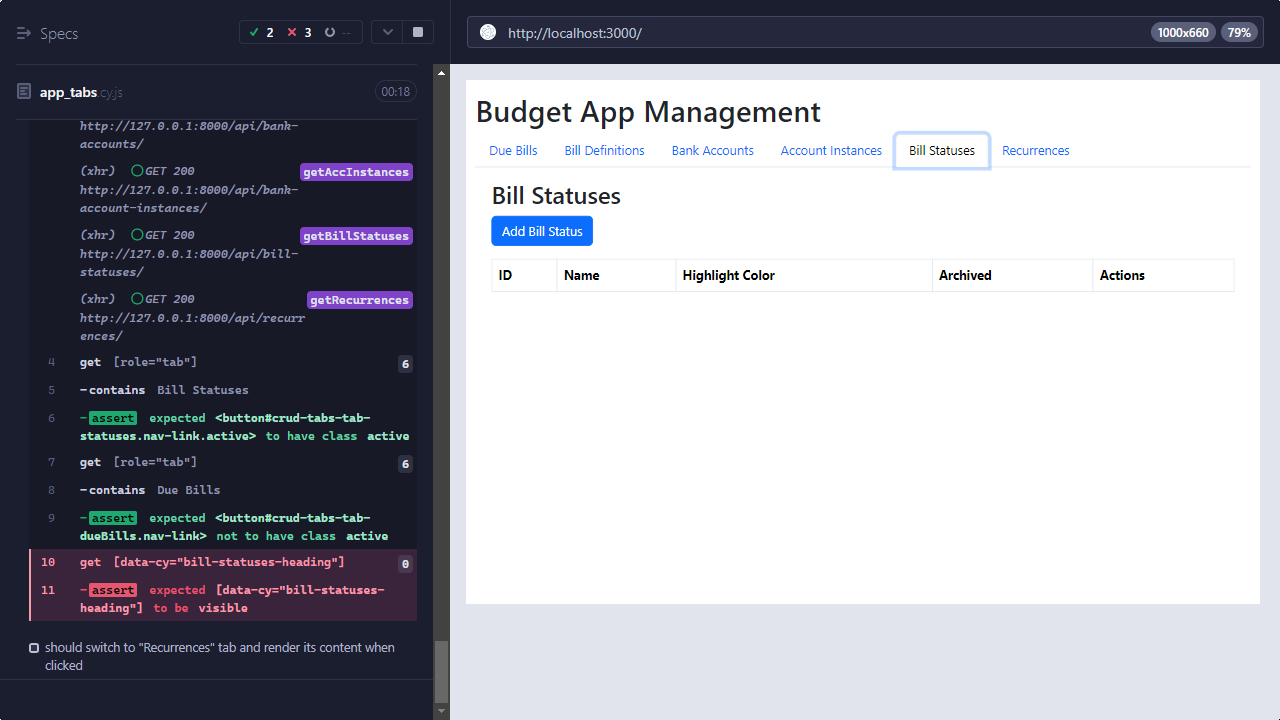 Specs
2
3
--
http://localhost:3000/
1000x660
79%
app_tabs.cy.js
00:18
http://127.0.0.1:8000/api/bank-
accounts/
(xhr) GET 200 getAccInstances
http://127.0.0.1:8000/api/bank-
account-instances/
(xhr) GET 200 getBillStatuses
http://127.0.0.1:8000/api/bill-
statuses/
(xhr) GET 200 getRecurrences
http://127.0.0.1:8000/api/recurr
ences/
4 get [role="tab"] 6
5 -contains Bill Statuses
6 -assert expected <button#crud-tabs-tab-
statuses.nav-link.active> to have class active
7 get [role="tab"] 6
8 -contains Due Bills
9 -assert expected <button#crud-tabs-tab-
dueBills.nav-link> not to have class active
10 get [data-cy="bill-statuses-heading"] 0
11 -assert expected [data-cy="bill-statuses-
heading"] to be visible
should switch to "Recurrences" tab and render its content when
clicked
Budget App Management
Due Bills
Bill Definitions
Bank Accounts
Account Instances
Bill Statuses
Recurrences
Bill Statuses
Add Bill Status
ID
Name
Highlight Color
Archived
Actions